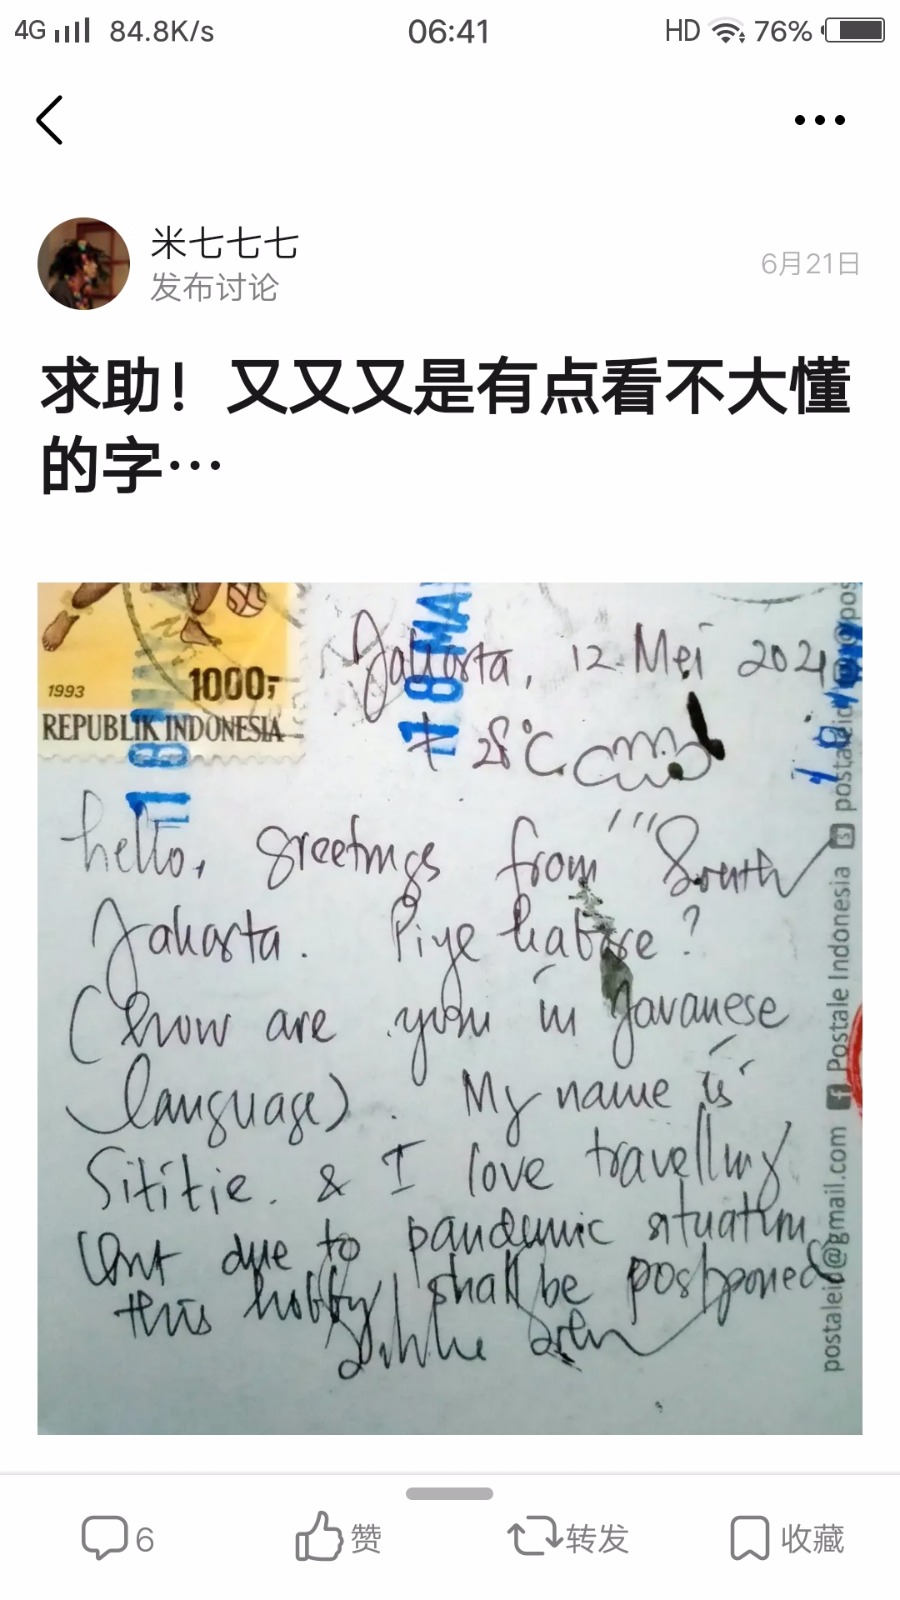 4G 84.8K/s 06:41 HD 76%
米七七七
发布讨论
6月21日
求助！又又又是有点看不大懂
的字…
1993 1000;-
REPUBLIK INDONESIA
18 MA
Jakarta, 12 Mei 2021
28°C
hello, greetings from South
Jakarta. Piye kabare?
(how are you in Javanese
language). My name is
Sititie. & I love travelling
but due to pandemic situation
this hobby shall be postponed
postaleid@gmail.com Postale Indonesia
6 赞 转发 收藏